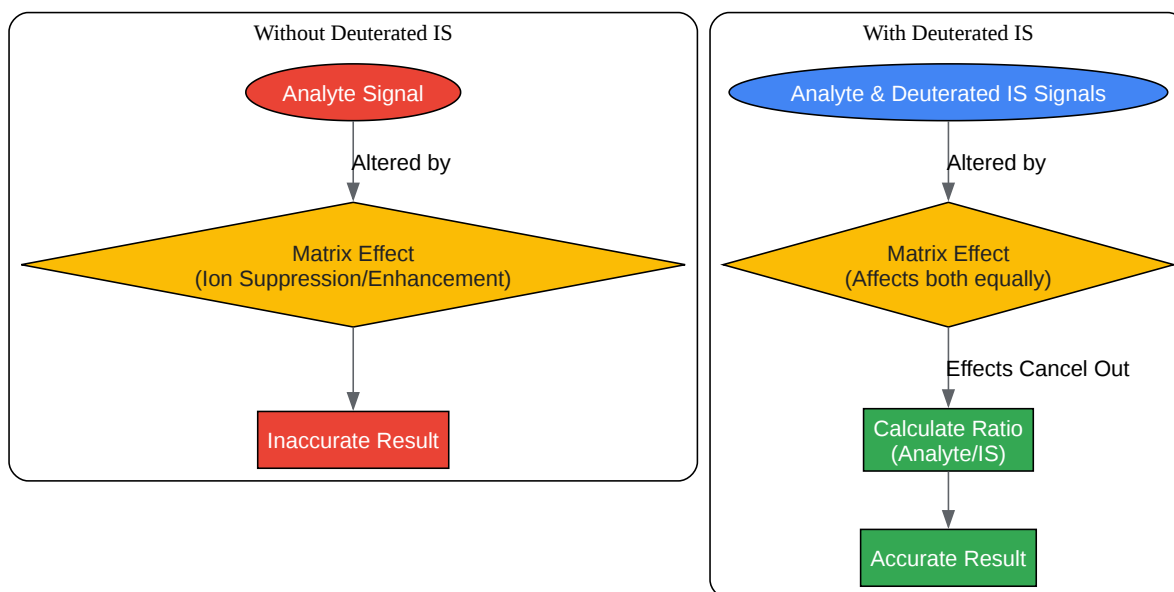 Without Deuterated IS
Analyte Signal
Altered by
Matrix Effect
(Ion Suppression/Enhancement)
Inaccurate Result
With Deuterated IS
Analyte & Deuterated IS Signals
Altered by
Matrix Effect
(Affects both equally)
Effects Cancel Out
Calculate Ratio
(Analyte/IS)
Accurate Result